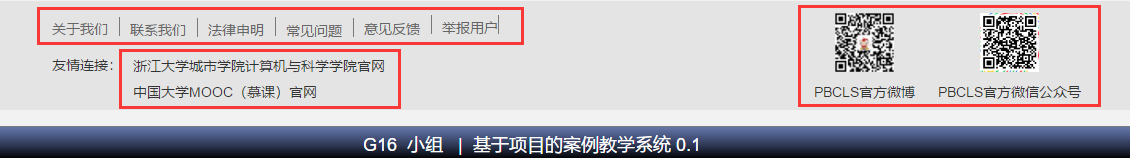 关于我们 | 联系我们 | 法律申明 | 常见问题 | 意见反馈 | 举报用户
友情连接： 浙江大学城市学院计算机与科学学院官网
中国大学MOOC（慕课）官网
PBCLS官方微博 PBCLS官方微信公众号
G16 小组 | 基于项目的案例教学系统 0.1